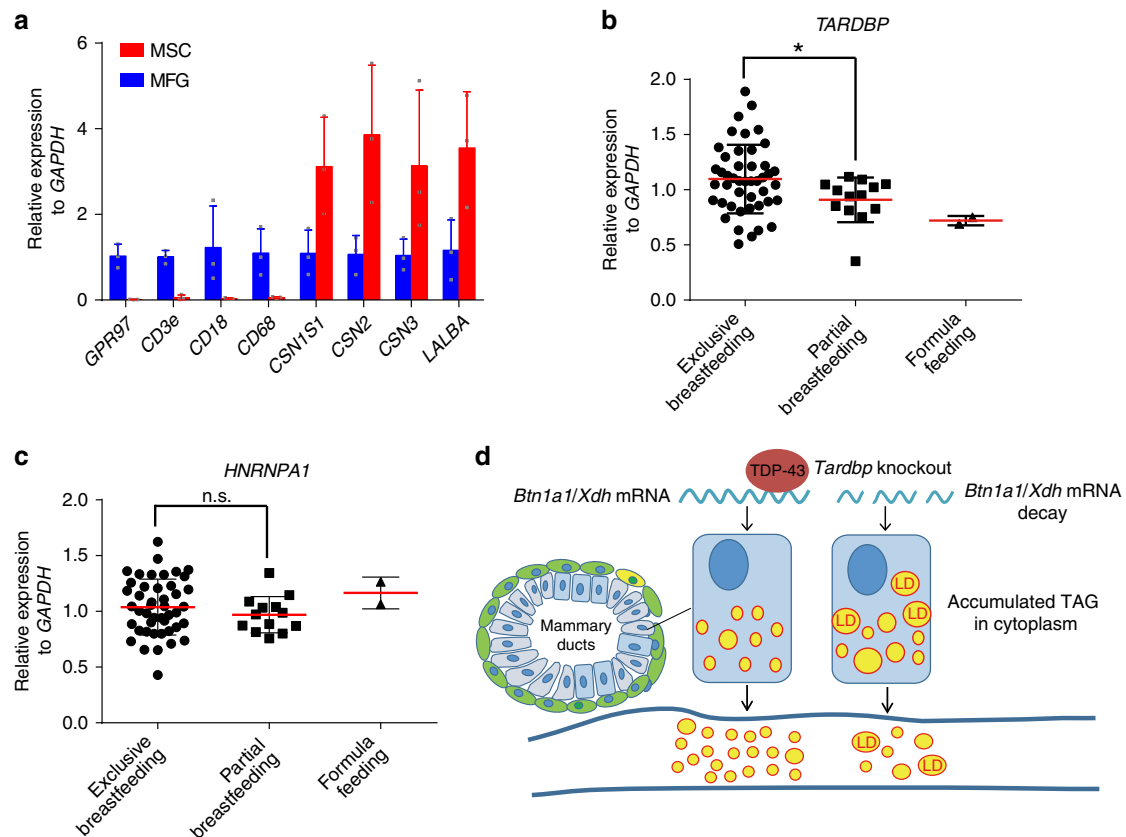 a
MSC
MFG
Relative expression
to GAPDH
6
4
2
0
GPR97
CD3e
CD18
CD68
CSN1S1
CSN2
CSN3
LALBA
b
TARDBP
*
Relative expression
to GAPDH
2.0
1.5
1.0
0.5
0.0
Exclusive
breastfeeding
Partial
breastfeeding
Formula
feeding
c
HNRNPA1
n.s.
Relative expression
to GAPDH
2.0
1.5
1.0
0.5
0.0
Exclusive
breastfeeding
Partial
breastfeeding
Formula
feeding
d
TDP-43
Tardbp knockout
Btn1a1/Xdh mRNA
Btn1a1/Xdh mRNA
decay
Mammary
ducts
LD
LD
LD
LD
Accumulated TAG
in cytoplasm
LD
LD